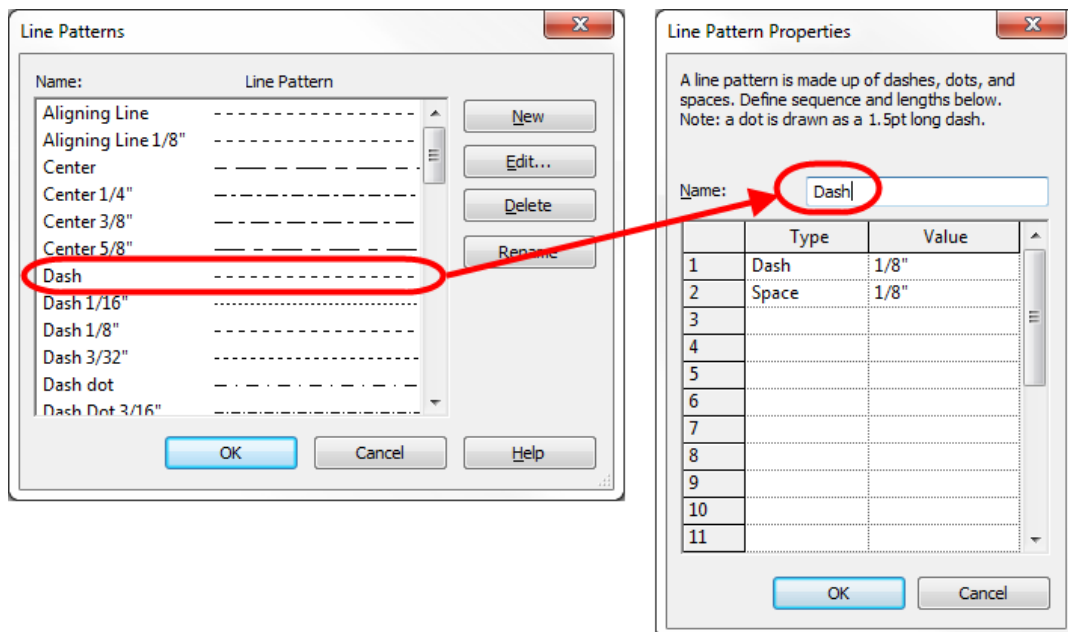 Line Patterns
Name: Line Pattern
Aligning Line
Aligning Line 1/8"
Center
Center 1/4"
Center 3/8"
Center 5/8"
Dash
Dash 1/16"
Dash 1/8"
Dash 3/32"
Dash dot
Dash Dot 3/16"
New
Edit...
Delete
Rename
OK Cancel Help
Line Pattern Properties
A line pattern is made up of dashes, dots, and
spaces. Define sequence and lengths below.
Note: a dot is drawn as a 1.5pt long dash.
Name: Dash
Type Value
1 Dash 1/8"
2 Space 1/8"
3
4
5
6
7
8
9
10
11
OK Cancel